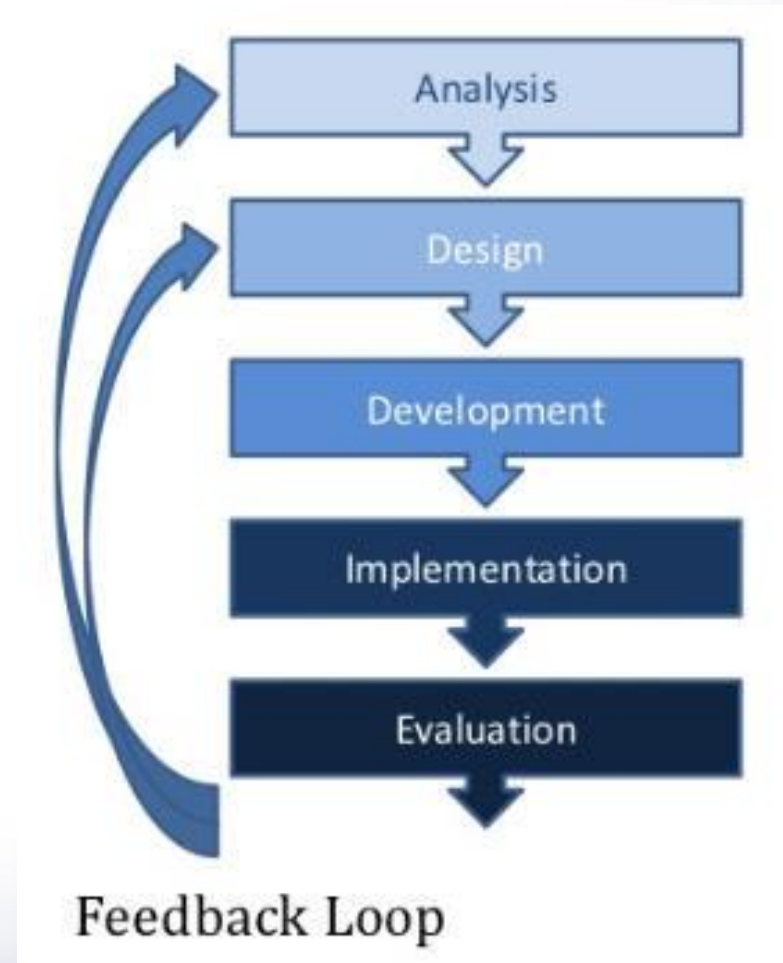 Analysis
Design
Development
Implementation
Evaluation
Feedback Loop